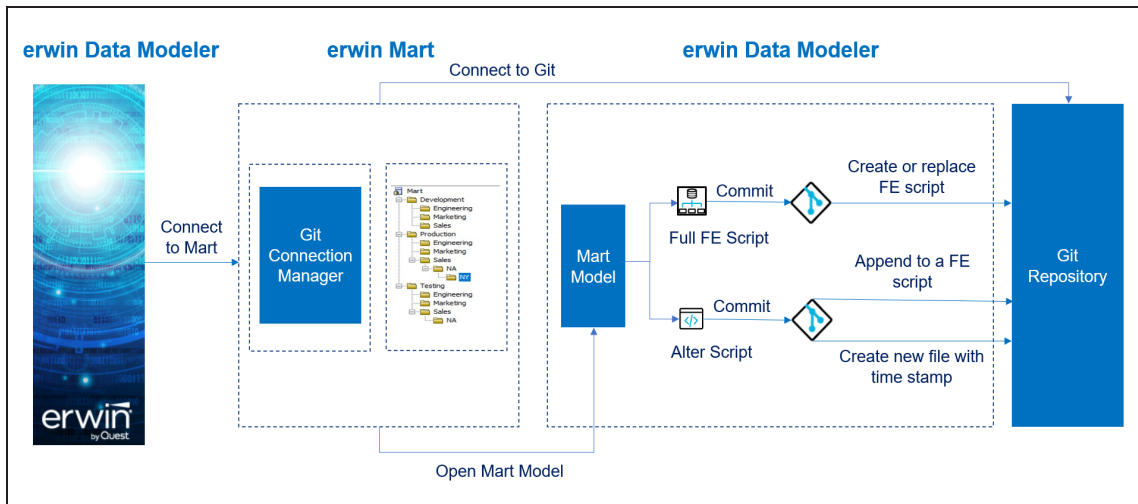 erwin Data Modeler
erwin Mart
erwin Data Modeler
Connect to Git
Connect
to Mart
Git
Connection
Manager
Mart
Development
Engineering
Marketing
Sales
Production
Engineering
Marketing
Sales
NA
NY
Testing
Engineering
Marketing
Sales
NA
Mart
Model
Commit
Full FE Script
Create or replace
FE script
Append to a FE
script
Commit
Alter Script
Create new file with
time stamp
Git
Repository
erwin
by Quest
Open Mart Model